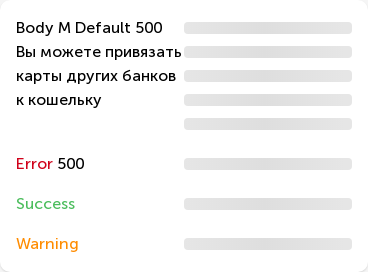 Body M Default 500
Вы можете привязать
карты других банков
к кошельку
Error 500
Success
Warning